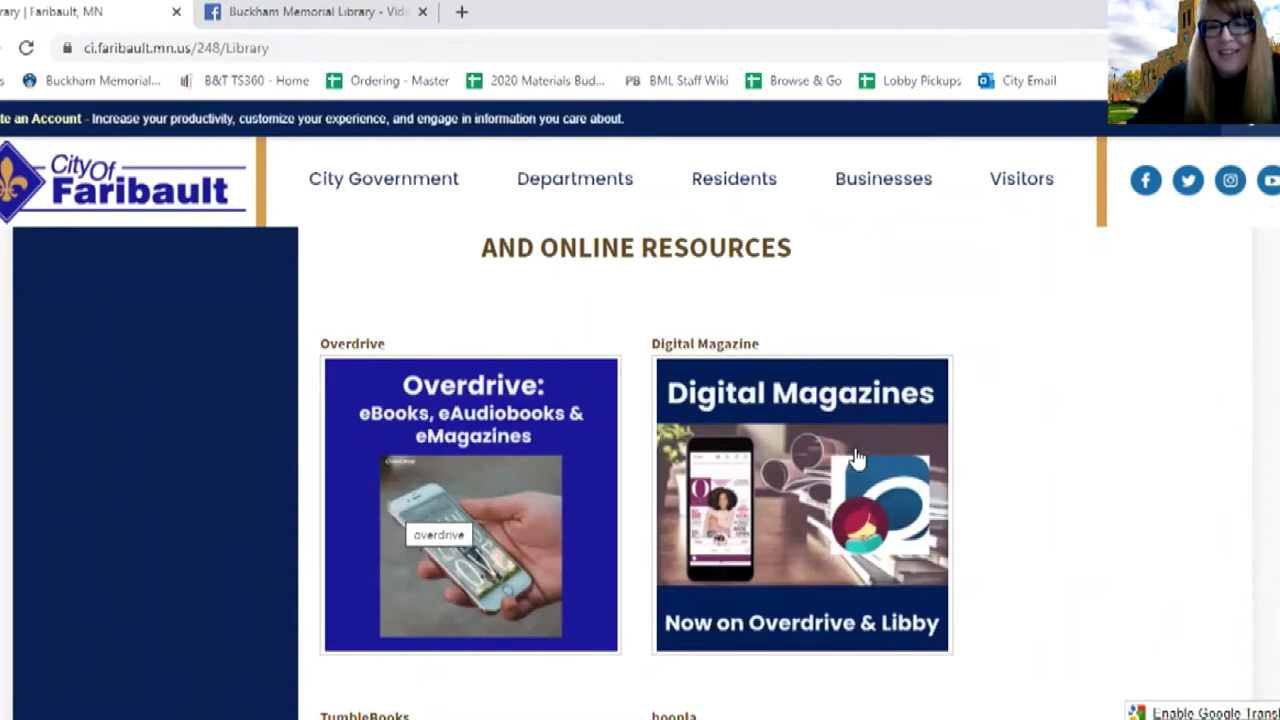 rary | Faribault, MN
Buckham Memorial Library - Vid
ci.faribault.mn.us/248/Library
s
Buckham Memorial...
B&T TS360 - Home
Ordering - Master
2020 Materials Bud...
PB BML Staff Wiki
Browse & Go
Lobby Pickups
City Email
te an Account - Increase your productivity, customize your experience, and engage in information you care about.
City Of
Faribault
City Government
Departments
Residents
Businesses
Visitors
AND ONLINE RESOURCES
Overdrive
Digital Magazine
Overdrive:
eBooks, eAudiobooks &
eMagazines
overdrive
Digital Magazines
Now on Overdrive & Libby
TumbleBooks
hoopla
Enable Google Transl